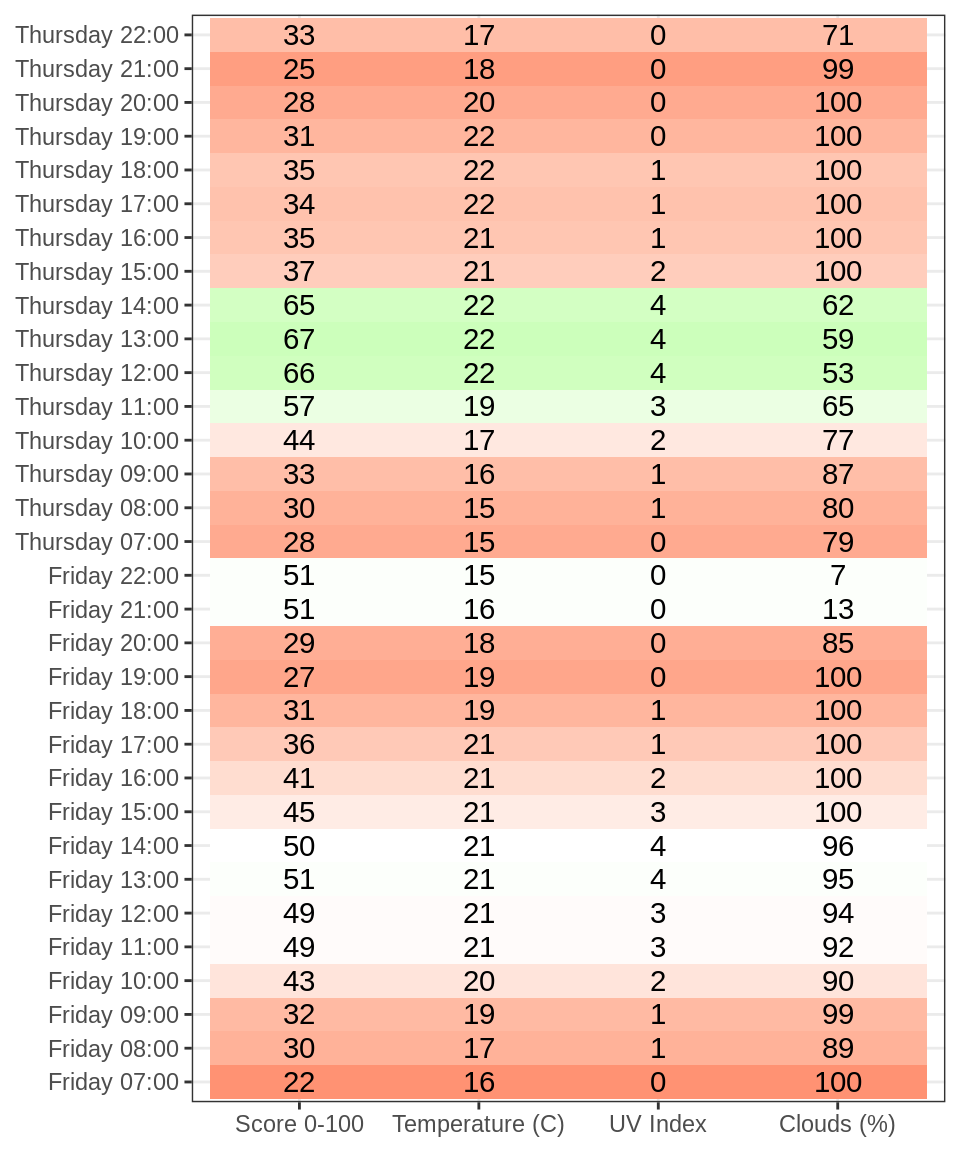 Thursday 22:00 33 17 0 71
Thursday 21:00 25 18 0 99
Thursday 20:00 28 20 0 100
Thursday 19:00 31 22 0 100
Thursday 18:00 35 22 1 100
Thursday 17:00 34 22 1 100
Thursday 16:00 35 21 1 100
Thursday 15:00 37 21 2 100
Thursday 14:00 65 22 4 62
Thursday 13:00 67 22 4 59
Thursday 12:00 66 22 4 53
Thursday 11:00 57 19 3 65
Thursday 10:00 44 17 2 77
Thursday 09:00 33 16 1 87
Thursday 08:00 30 15 1 80
Thursday 07:00 28 15 0 79
Friday 22:00 51 15 0 7
Friday 21:00 51 16 0 13
Friday 20:00 29 18 0 85
Friday 19:00 27 19 0 100
Friday 18:00 31 19 1 100
Friday 17:00 36 21 1 100
Friday 16:00 41 21 2 100
Friday 15:00 45 21 3 100
Friday 14:00 50 21 4 96
Friday 13:00 51 21 4 95
Friday 12:00 49 21 3 94
Friday 11:00 49 21 3 92
Friday 10:00 43 20 2 90
Friday 09:00 32 19 1 99
Friday 08:00 30 17 1 89
Friday 07:00 22 16 0 100
Score 0-100 Temperature (C) UV Index Clouds (%)